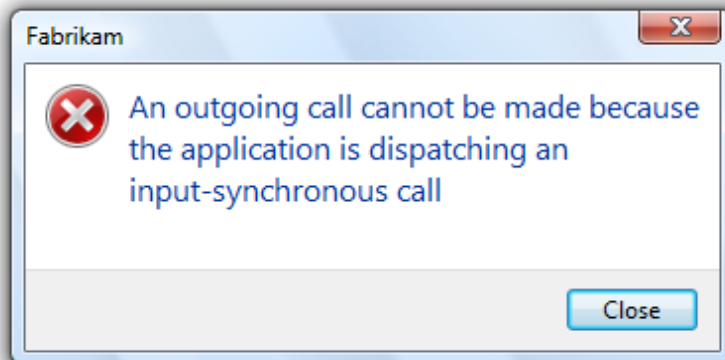 Fabrikam
An outgoing call cannot be made because
the application is dispatching an
input-synchronous call
Close